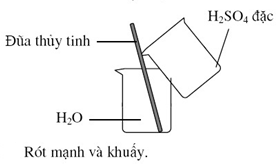 H₂SO₄ đặc
Đũa thủy tinh
H₂O
Rót mạnh và khuấy.